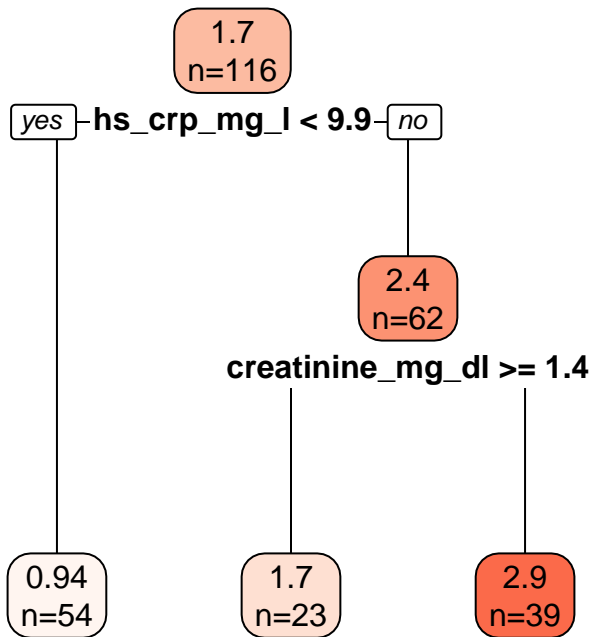 1.7
n=116
yes hs_crp_mg_l < 9.9 no
2.4
n=62
creatinine_mg_dl >= 1.4
0.94
n=54
1.7
n=23
2.9
n=39